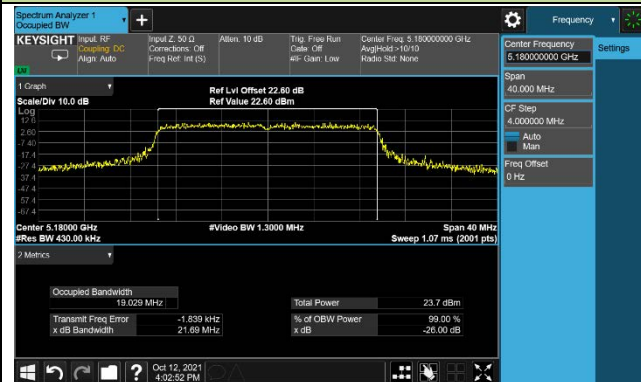 Spectrum Analyzer 1
Occupied BW
Frequency
KEYSIGHT
Input: RF
Coupling: DC
Align: Auto
Input Z: 50 Ω
Corrections: Off
Freq Ref: Int (S)
Atten: 10 dB
Trig: Free Run
Gate: Off
#IF Gain: Low
Center Freq: 5.180000000 GHz
Avg|Hold:>10/10
Radio Std: None
Center Frequency
5.180000000 GHz
Settings
Span
40.000 MHz
CF Step
4.000000 MHz
Auto
Man
Freq Offset
0 Hz
1 Graph
Scale/Div 10.0 dB
Ref Lvl Offset 22.60 dB
Ref Value 22.60 dBm
Log
12.6
2.60
-7.40
-17.4
-27.4
-37.4
-47.4
-57.4
-67.4
Center 5.18000 GHz
#Video BW 1.3000 MHz
Span 40 MHz
#Res BW 430.00 kHz
Sweep 1.07 ms (2001 pts)
2 Metrics
Occupied Bandwidth
19.029 MHz
Total Power
23.7 dBm
Transmit Freq Error
-1.839 kHz
% of OBW Power
99.00 %
x dB Bandwidth
21.69 MHz
x dB
-26.00 dB
?
Oct 12, 2021
4:02:52 PM